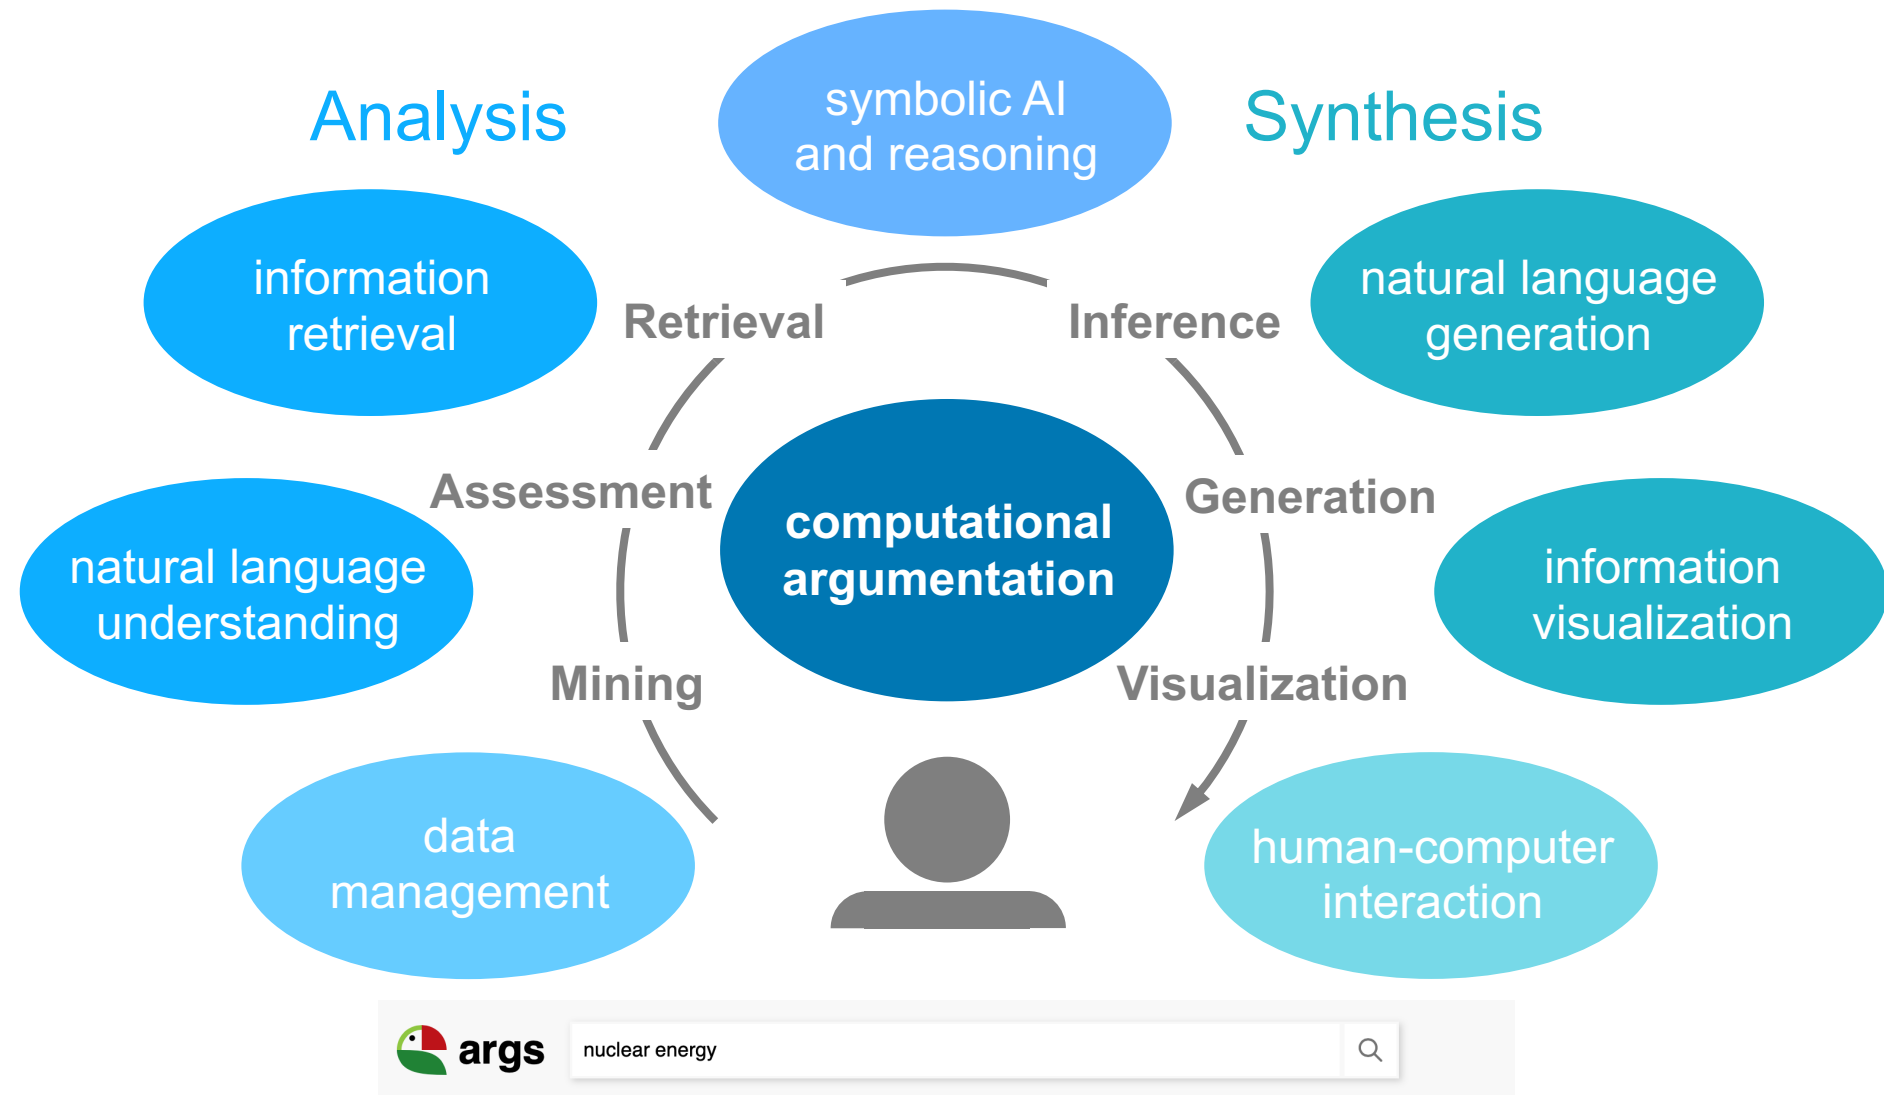 symbolic AI
and reasoning
Analysis
Synthesis
information
retrieval
natural language
generation
Retrieval
Inference
Assessment
Generation
computational
argumentation
natural language
understanding
information
visualization
Mining
Visualization
data
management
human-computer
interaction
args
nuclear energy